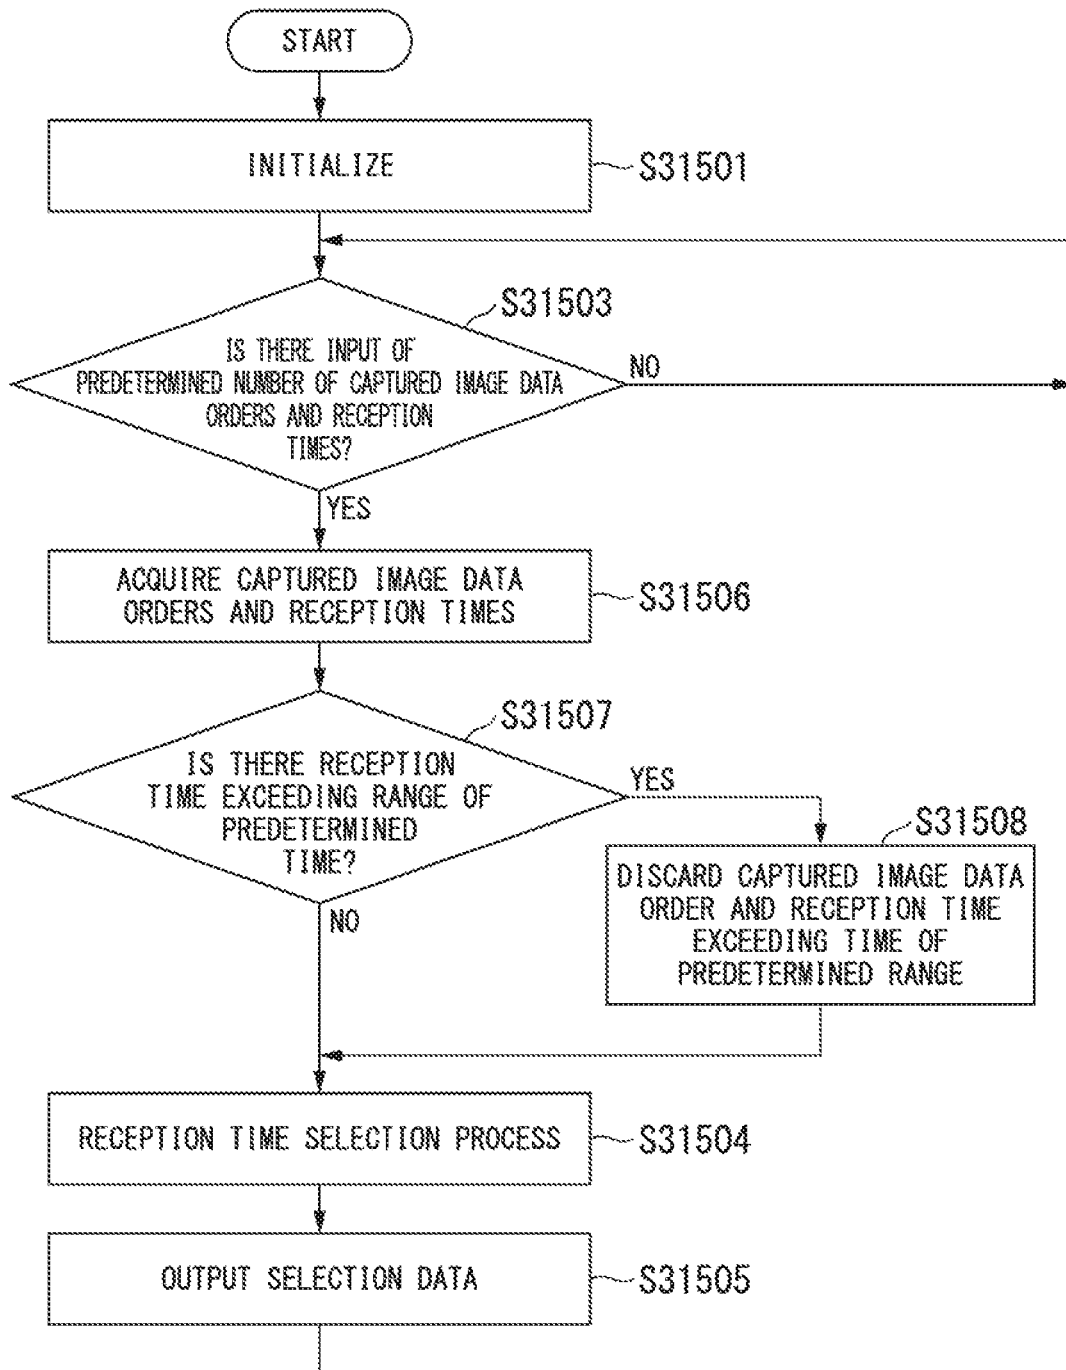 START
INITIALIZE
S31501
S31503
IS THERE INPUT OF
PREDETERMINED NUMBER OF CAPTURED IMAGE DATA
ORDERS AND RECEPTION
TIMES?
NO
YES
ACQUIRE CAPTURED IMAGE DATA
ORDERS AND RECEPTION TIMES
S31506
S31507
IS THERE RECEPTION
TIME EXCEEDING RANGE OF
PREDETERMINED
TIME?
YES
NO
S31508
DISCARD CAPTURED IMAGE DATA
ORDER AND RECEPTION TIME
EXCEEDING TIME OF
PREDETERMINED RANGE
RECEPTION TIME SELECTION PROCESS
S31504
OUTPUT SELECTION DATA
S31505